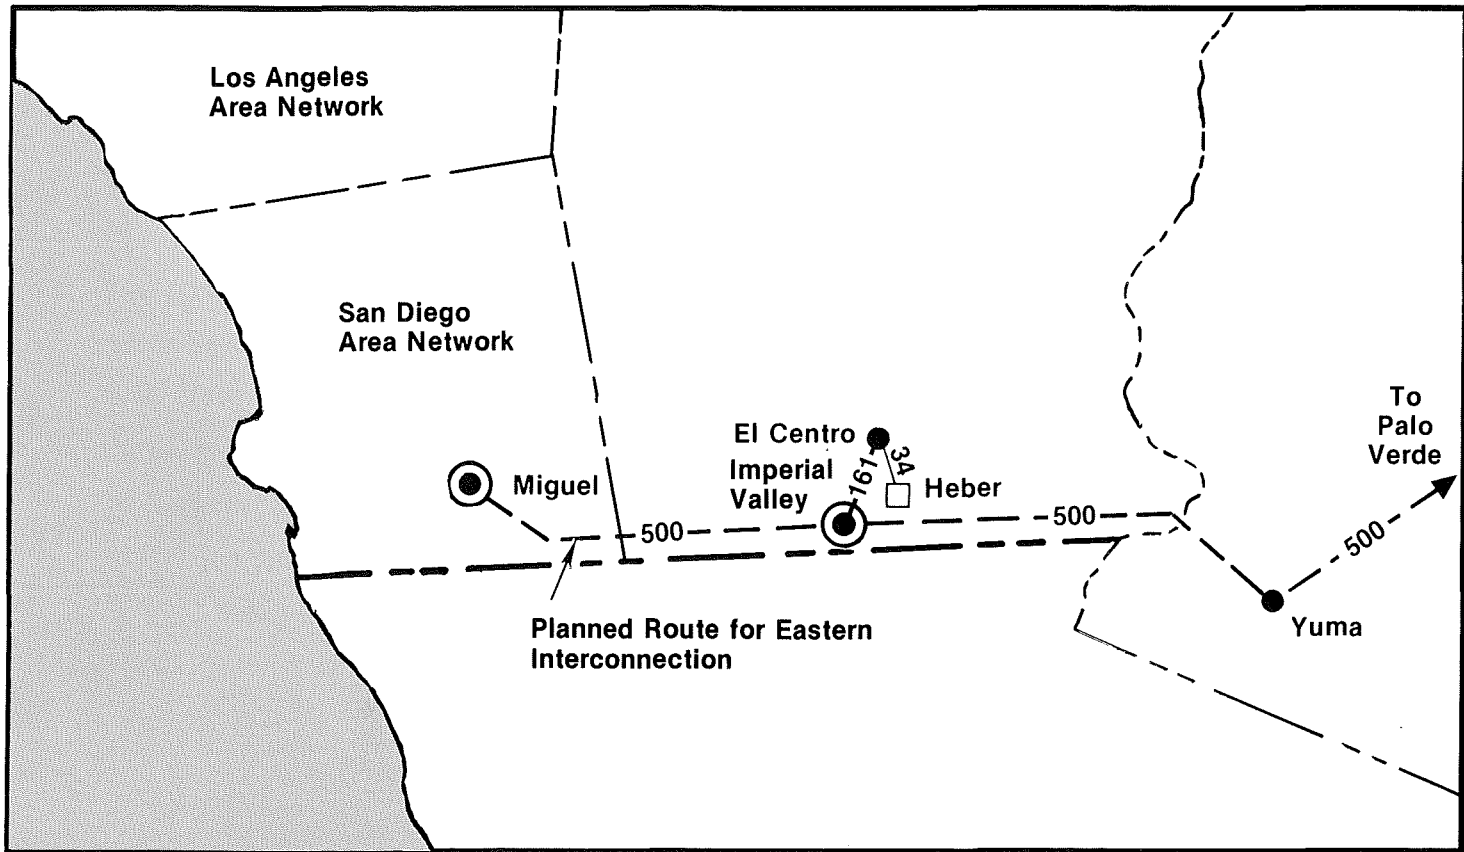 Los Angeles
Area Network
San Diego
Area Network
To
Palo
Verde
El Centro
34
Imperial
Valley
161
Heber
Miguel
500
500
500
Yuma
Planned Route for Eastern
Interconnection